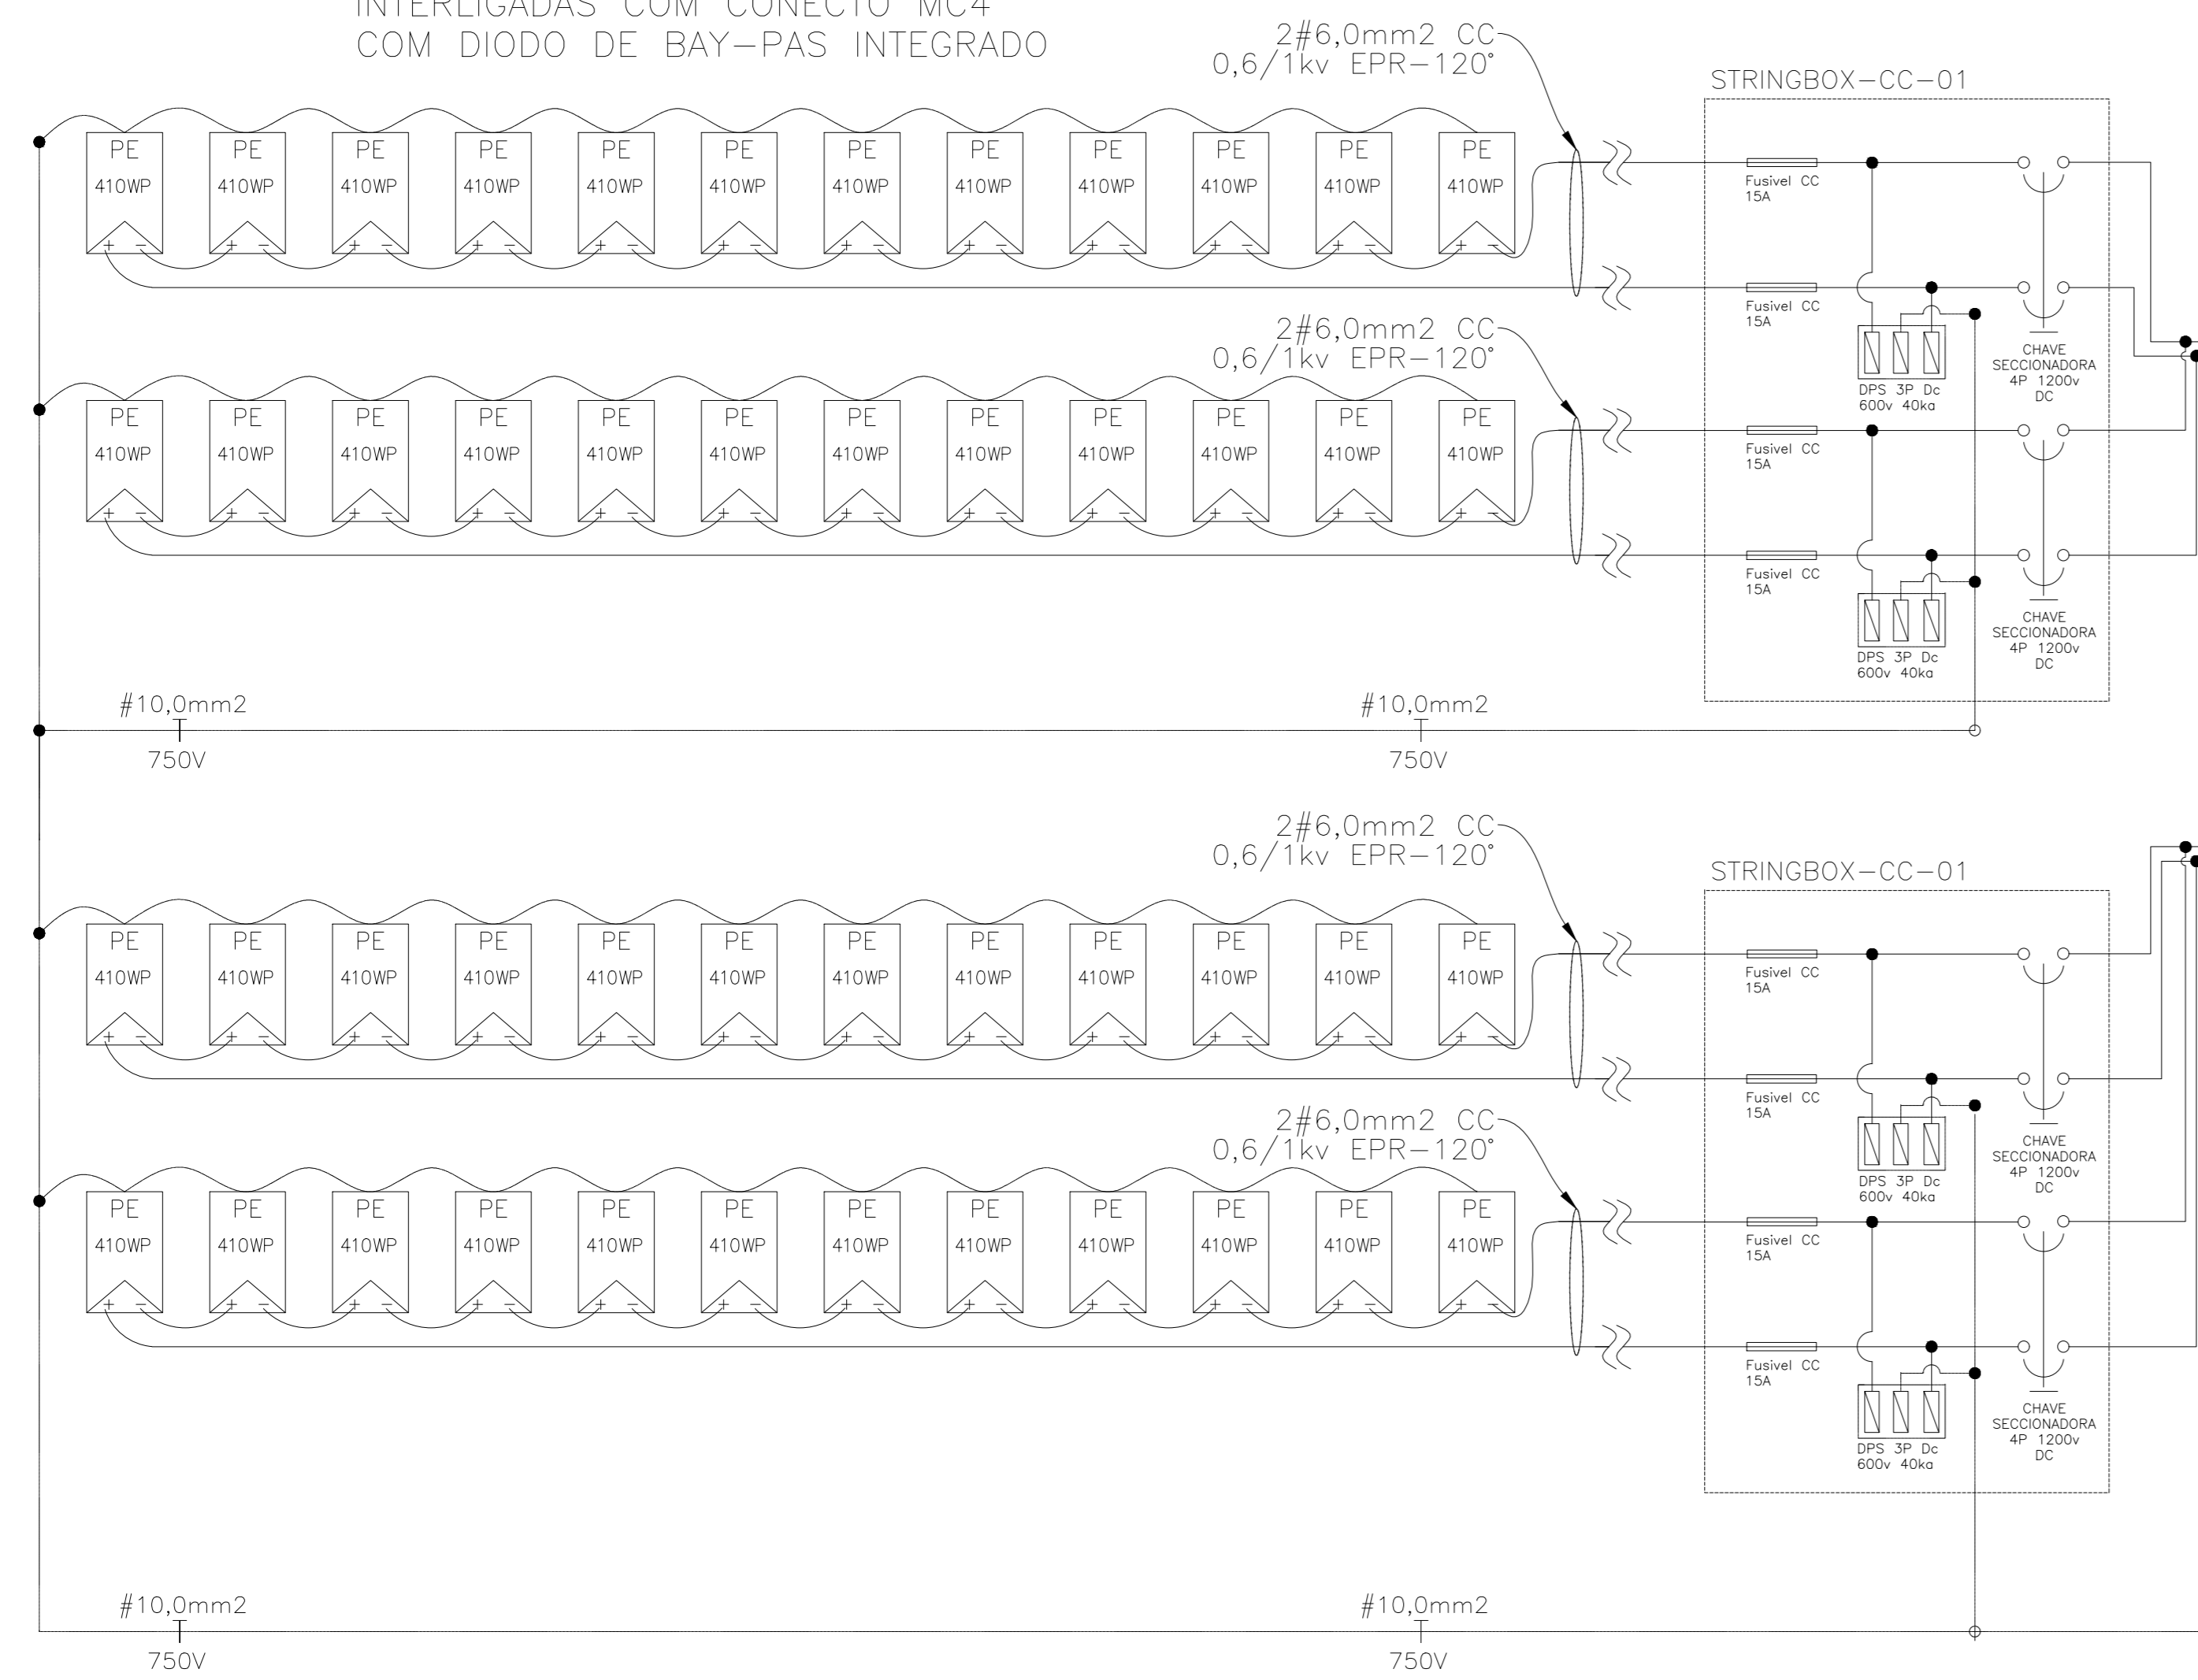 INTERLIGADAS COM CONECTO MC4
COM DIODO DE BAY-PAS INTEGRADO
2#6,0mm2 CC
0,6/1kv EPR-120°
STRINGBOX-CC-01
PE PE PE PE PE PE PE PE PE PE PE PE
410WP 410WP 410WP 410WP 410WP 410WP 410WP 410WP 410WP 410WP 410WP 410WP
+ - + - + - + - + - + - + - + - + - + - + - + -
Fusivel CC
15A
Fusivel CC
15A
DPS 3P Dc
600v 40ka
CHAVE
SECCIONADORA
4P 1200v
DC
2#6,0mm2 CC
0,6/1kv EPR-120°
PE PE PE PE PE PE PE PE PE PE PE PE
410WP 410WP 410WP 410WP 410WP 410WP 410WP 410WP 410WP 410WP 410WP 410WP
+ - + - + - + - + - + - + - + - + - + - + - + -
Fusivel CC
15A
Fusivel CC
15A
DPS 3P Dc
600v 40ka
CHAVE
SECCIONADORA
4P 1200v
DC
#10,0mm2
750V
#10,0mm2
750V
2#6,0mm2 CC
0,6/1kv EPR-120°
STRINGBOX-CC-01
PE PE PE PE PE PE PE PE PE PE PE PE
410WP 410WP 410WP 410WP 410WP 410WP 410WP 410WP 410WP 410WP 410WP 410WP
+ - + - + - + - + - + - + - + - + - + - + - + -
Fusivel CC
15A
Fusivel CC
15A
DPS 3P Dc
600v 40ka
CHAVE
SECCIONADORA
4P 1200v
DC
2#6,0mm2 CC
0,6/1kv EPR-120°
PE PE PE PE PE PE PE PE PE PE PE PE
410WP 410WP 410WP 410WP 410WP 410WP 410WP 410WP 410WP 410WP 410WP 410WP
+ - + - + - + - + - + - + - + - + - + - + - + -
Fusivel CC
15A
Fusivel CC
15A
DPS 3P Dc
600v 40ka
CHAVE
SECCIONADORA
4P 1200v
DC
#10,0mm2
750V
#10,0mm2
750V